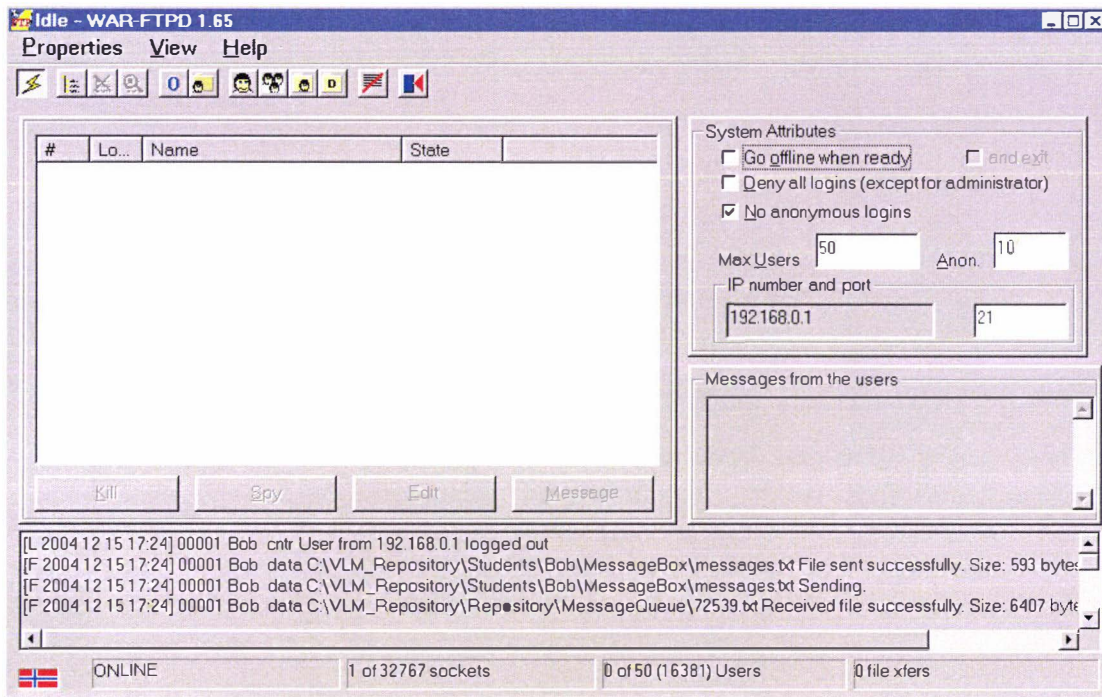 Idle - WAR-FTPD 1.65
Properties View Help
0 D
# Lo... Name State
Kill Spy Edit Message
System Attributes
Go offline when ready and exit
Deny all logins (except for administrator)
No anonymous logins
Max Users 50 Anon. 10
IP number and port
192.168.0.1 21
Messages from the users
[L 2004 12 15 17:24] 00001 Bob cntr User from 192.168.0.1 logged out
[F 2004 12 15 17:24] 00001 Bob data C:\VLM_Repository\Students\Bob\MessageBox\messages.txt File sent successfully. Size: 593 bytes
[F 2004 12 15 17:24] 00001 Bob data C:\VLM_Repository\Students\Bob\MessageBox\messages.txt Sending.
[F 2004 12 15 17:24] 00001 Bob data C:\VLM_Repository\Repository\MessageQueue\72539.txt Received file successfully. Size: 6407 byte
ONLINE 1 of 32767 sockets 0 of 50 (16381) Users 0 file xfers